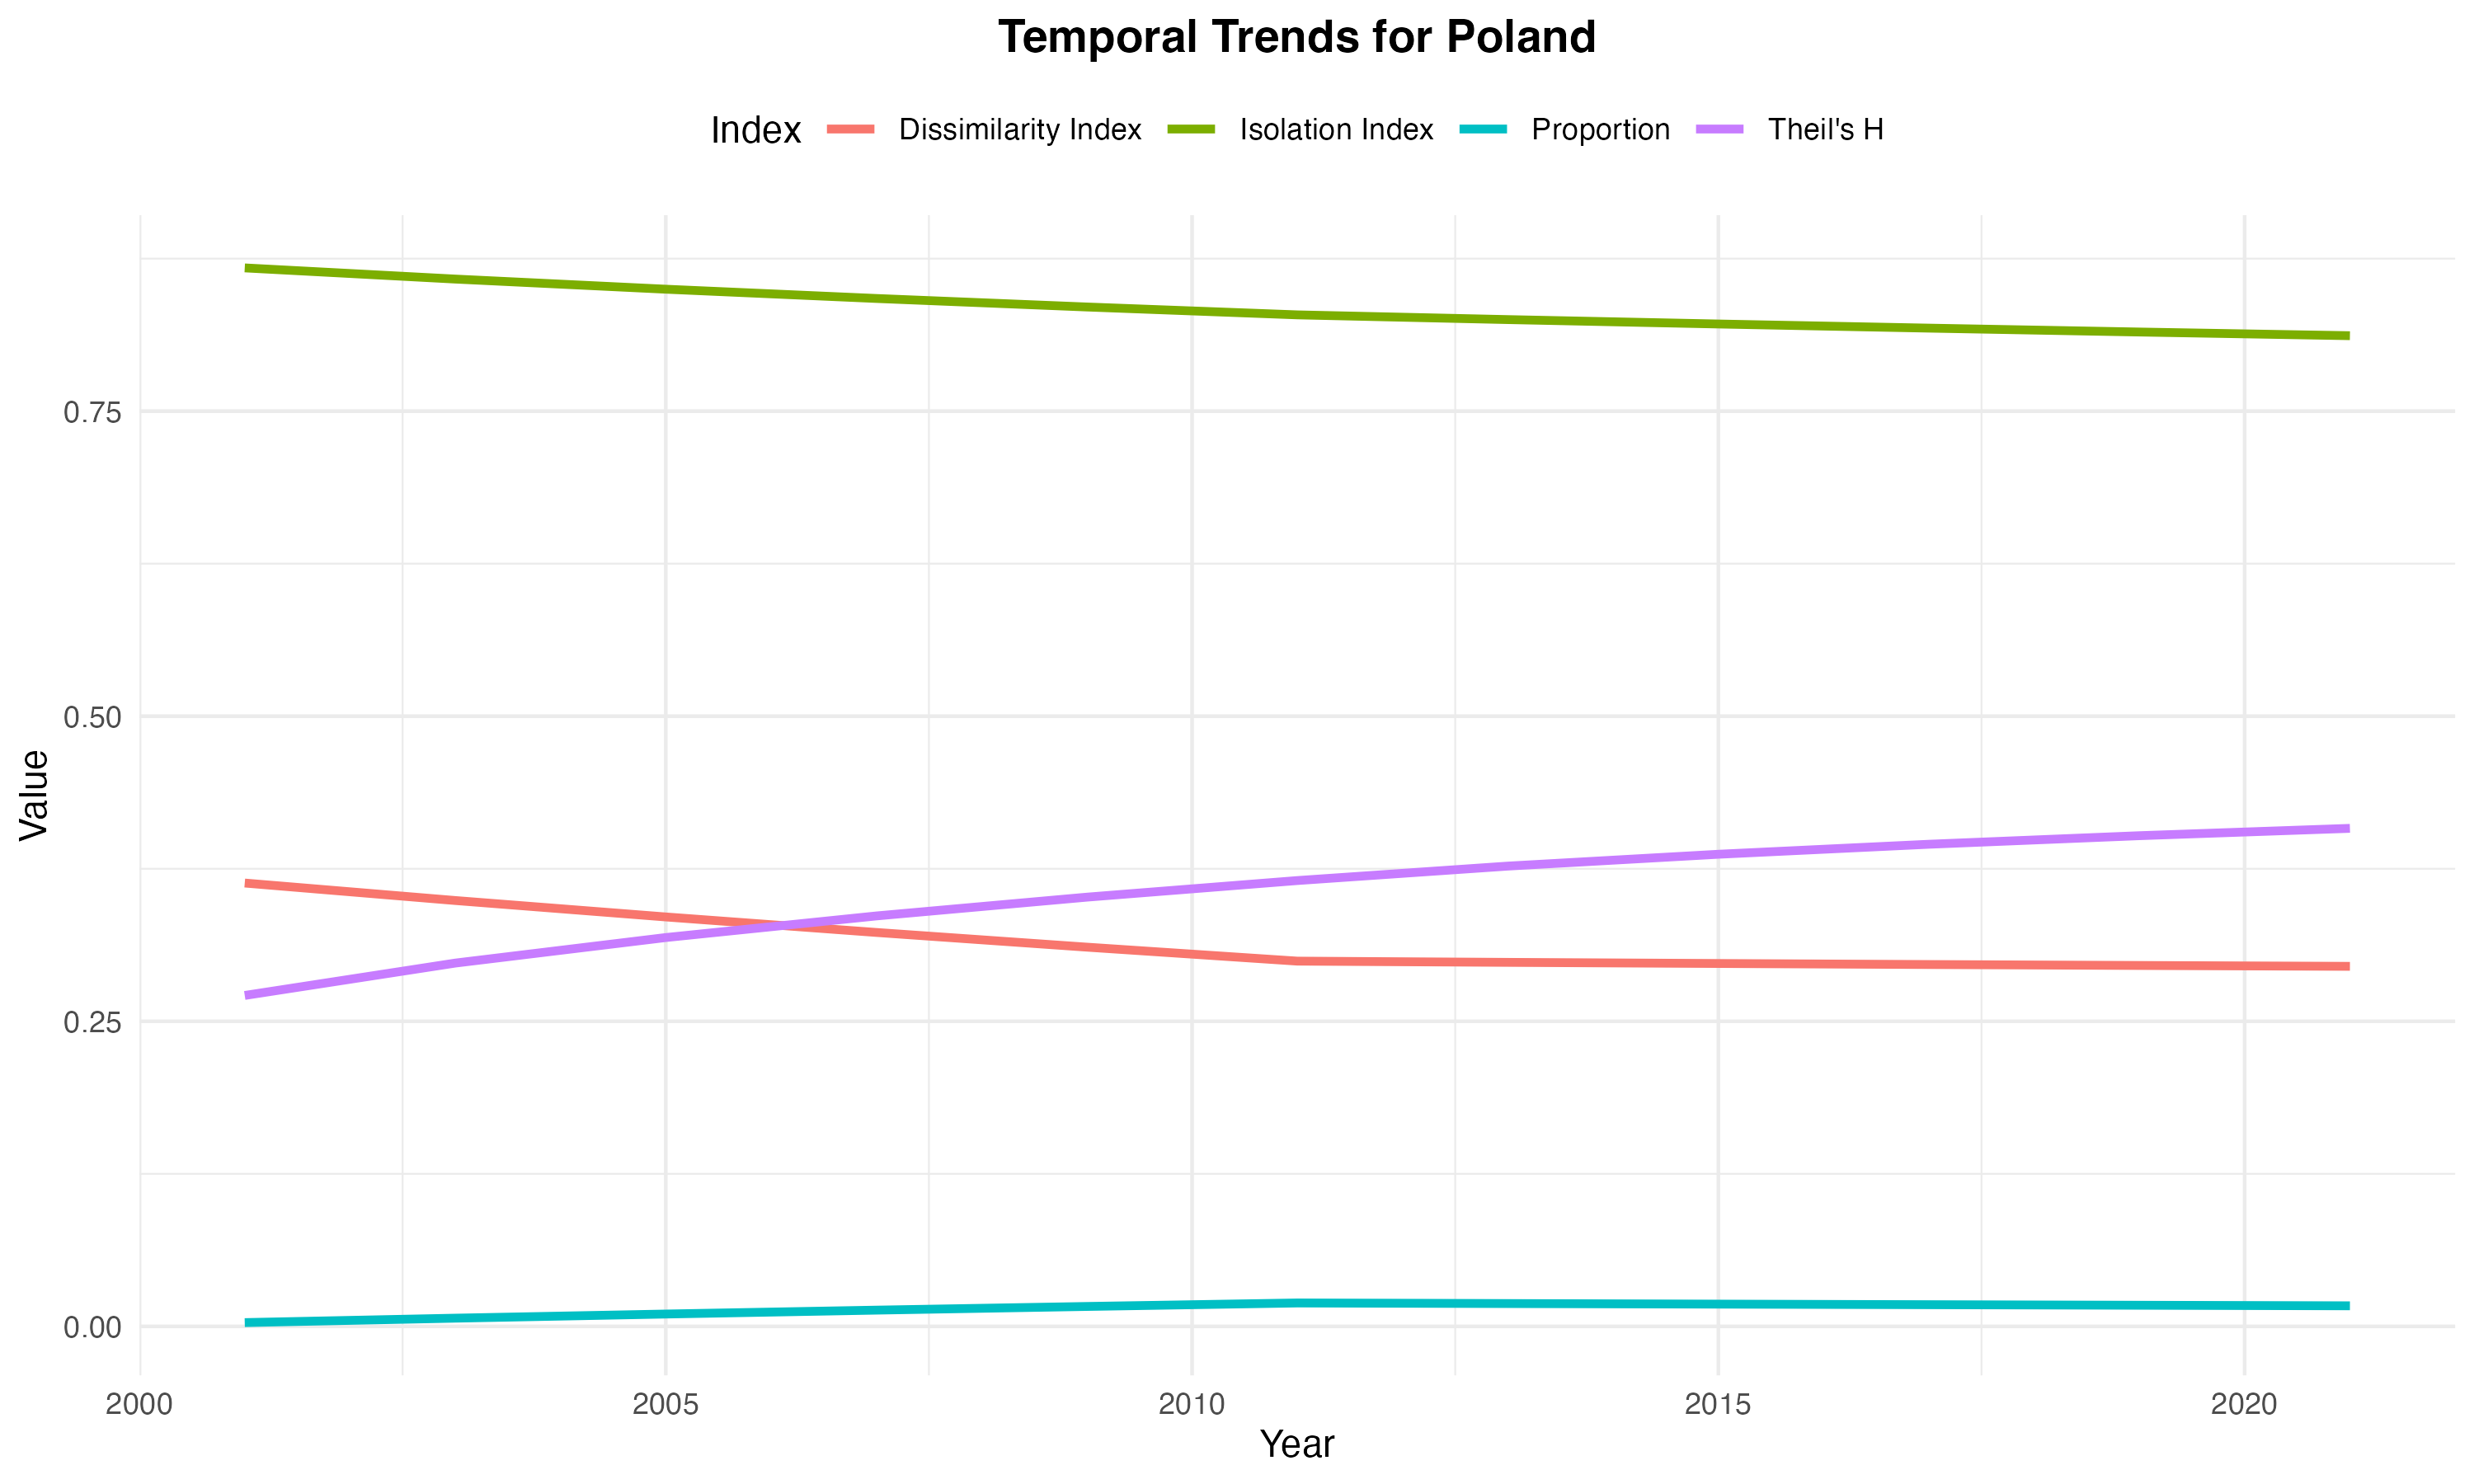 Temporal Trends for Poland
Index Dissimilarity Index Isolation Index Proportion Theil's H
0.75
0.50
0.25
0.00
Value
2000 2005 2010 2015 2020
Year